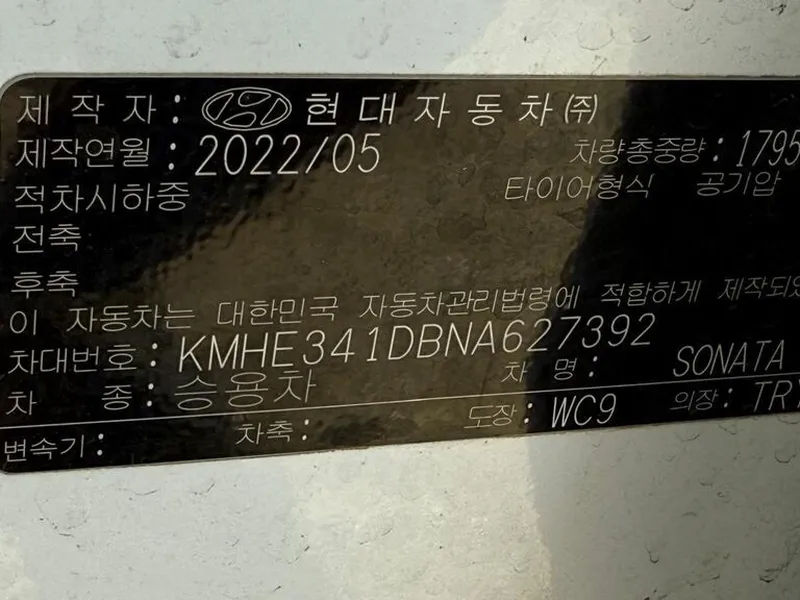 제 작 자 : 현 대 자 동 차 ㈜
제작연월 : 2022/05 차량총중량 : 1795
적차시하중 타이어형식 공기압
전축
후축
이 자동차는 대한민국 자동차관리법령에 적합하게 제작되었
차대번호 : KMHE341DBNA627392
차 종 : 승용차 차 명 : SONATA
변속기 : 차축 : 도장 : WC9 의장 : TRY